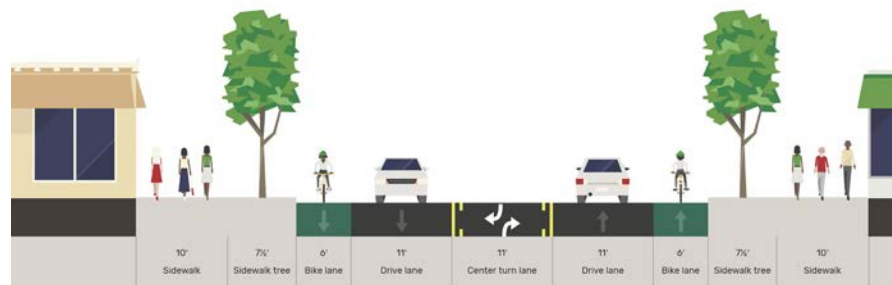 10'
Sidewalk
7½'
Sidewalk tree
6'
Bike lane
11'
Drive lane
11'
Center turn lane
11'
Drive lane
6'
Bike lane
7½'
Sidewalk tree
10'
Sidewalk